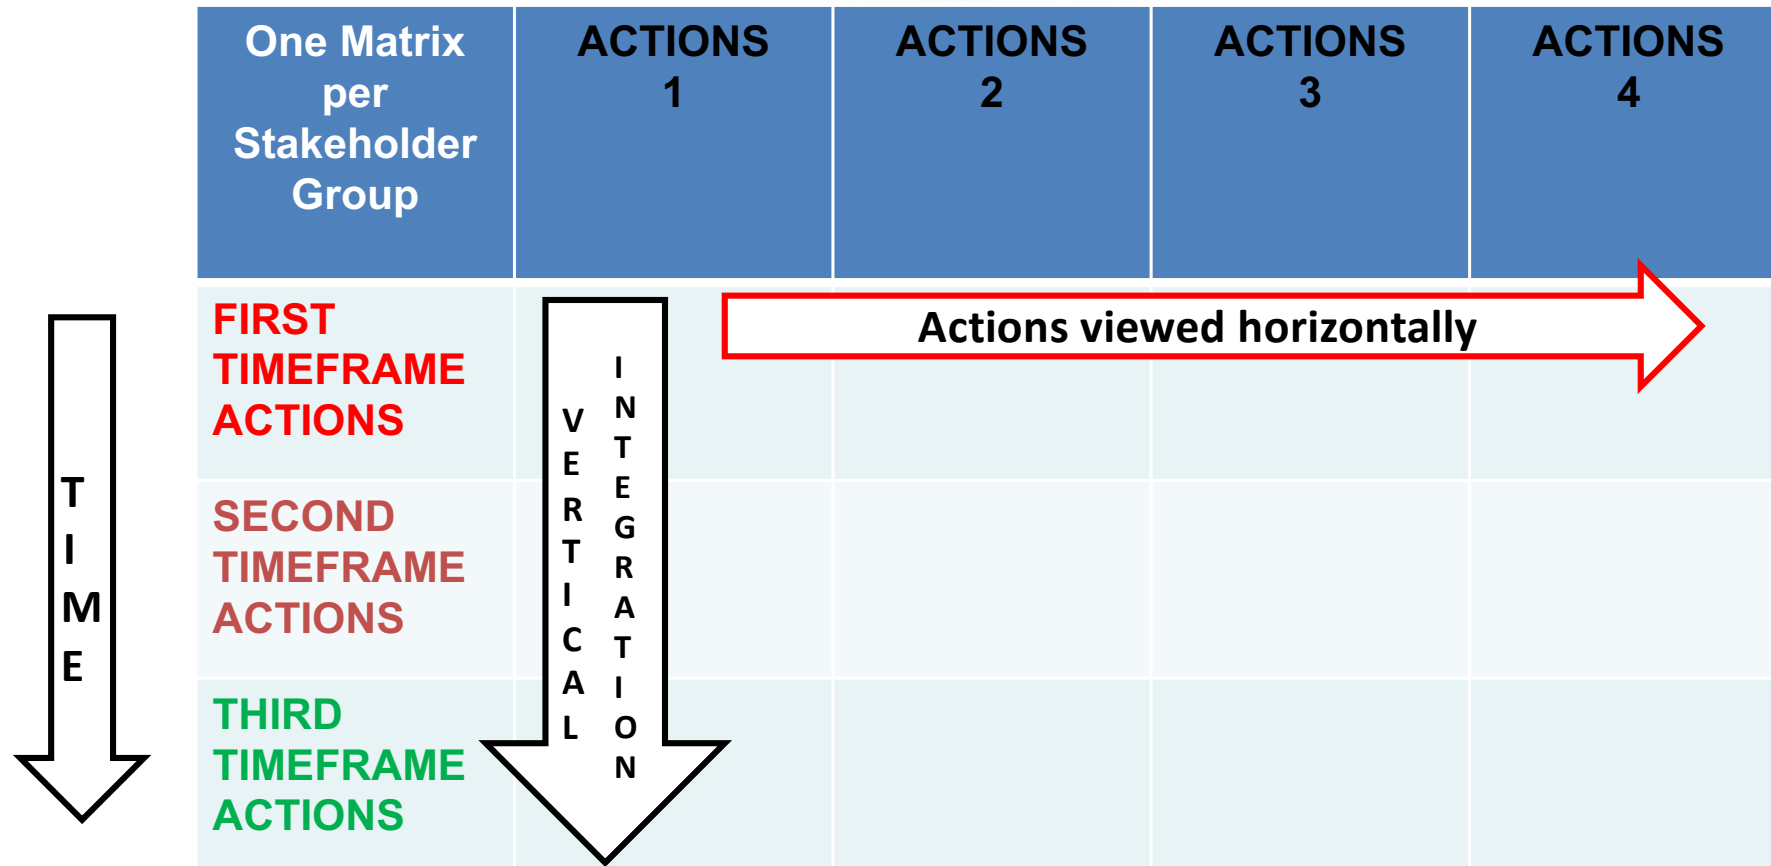 One Matrix
per
Stakeholder
Group
ACTIONS
1
ACTIONS
2
ACTIONS
3
ACTIONS
4
TIME
FIRST
TIMEFRAME
ACTIONS
VERTICAL
INTEGRATION
Actions viewed horizontally
SECOND
TIMEFRAME
ACTIONS
THIRD
TIMEFRAME
ACTIONS